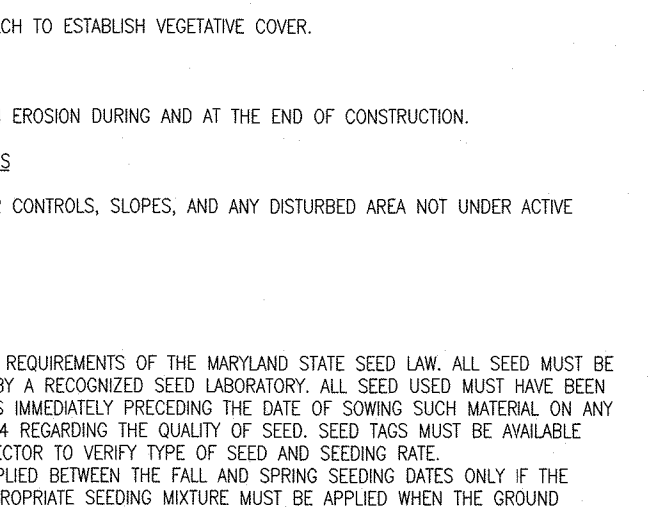 CH TO ESTABLISH VEGETATIVE COVER.
EROSION DURING AND AT THE END OF CONSTRUCTION.
S
CONTROLS, SLOPES, AND ANY DISTURBED AREA NOT UNDER ACTIVE
REQUIREMENTS OF THE MARYLAND STATE SEED LAW. ALL SEED MUST BE
BY A RECOGNIZED SEED LABORATORY. ALL SEED USED MUST HAVE BEEN
S IMMEDIATELY PRECEDING THE DATE OF SOWING SUCH MATERIAL ON ANY
4 REGARDING THE QUALITY OF SEED. SEED TAGS MUST BE AVAILABLE
ECTOR TO VERIFY TYPE OF SEED AND SEEDING RATE.
PLIED BETWEEN THE FALL AND SPRING SEEDING DATES ONLY IF THE
ROPRIATE SEEDING MIXTURE MUST BE APPLIED WHEN THE GROUND